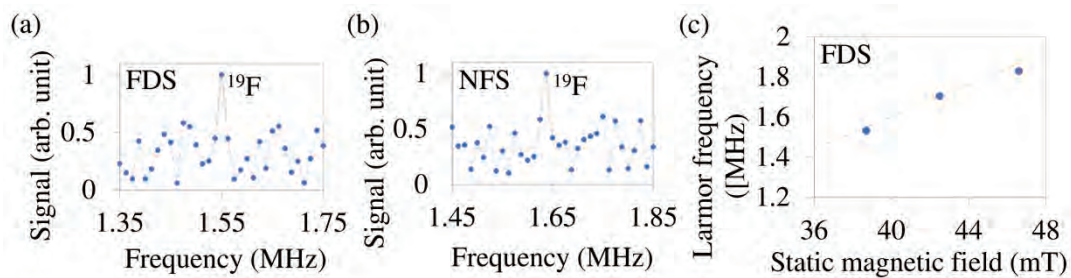 (a)
Signal (arb. unit)
1
0.5
0
FDS
¹⁹F
1.35
1.55
1.75
Frequency (MHz)
(b)
Signal (arb. unit)
1
0.5
0
NFS
¹⁹F
1.45
1.65
1.85
Frequency (MHz)
(c)
Larmor frequency
([MHz)
2
1.8
1.6
1.4
1.2
FDS
36
40
44
48
Static magnetic field (mT)